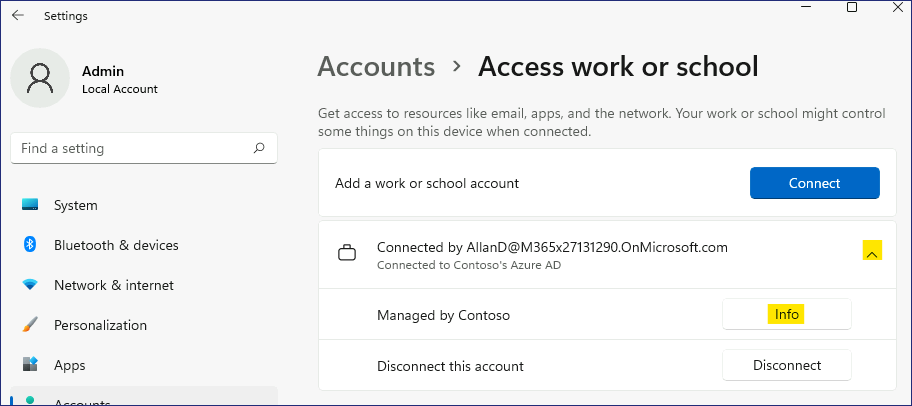 Settings
Admin
Local Account
Find a setting
System
Bluetooth & devices
Network & internet
Personalization
Apps
Accounts
Accounts > Access work or school
Get access to resources like email, apps, and the network. Your work or school might control
some things on this device when connected.
Add a work or school account
Connect
Connected by AllanD@M365x27131290.OnMicrosoft.com
Connected to Contoso's Azure AD
Managed by Contoso
Info
Disconnect this account
Disconnect